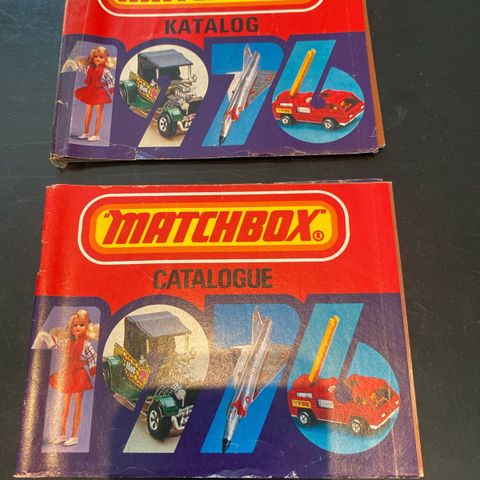 KATALOG
1976
"MATCHBOX"®
CATALOGUE
1976